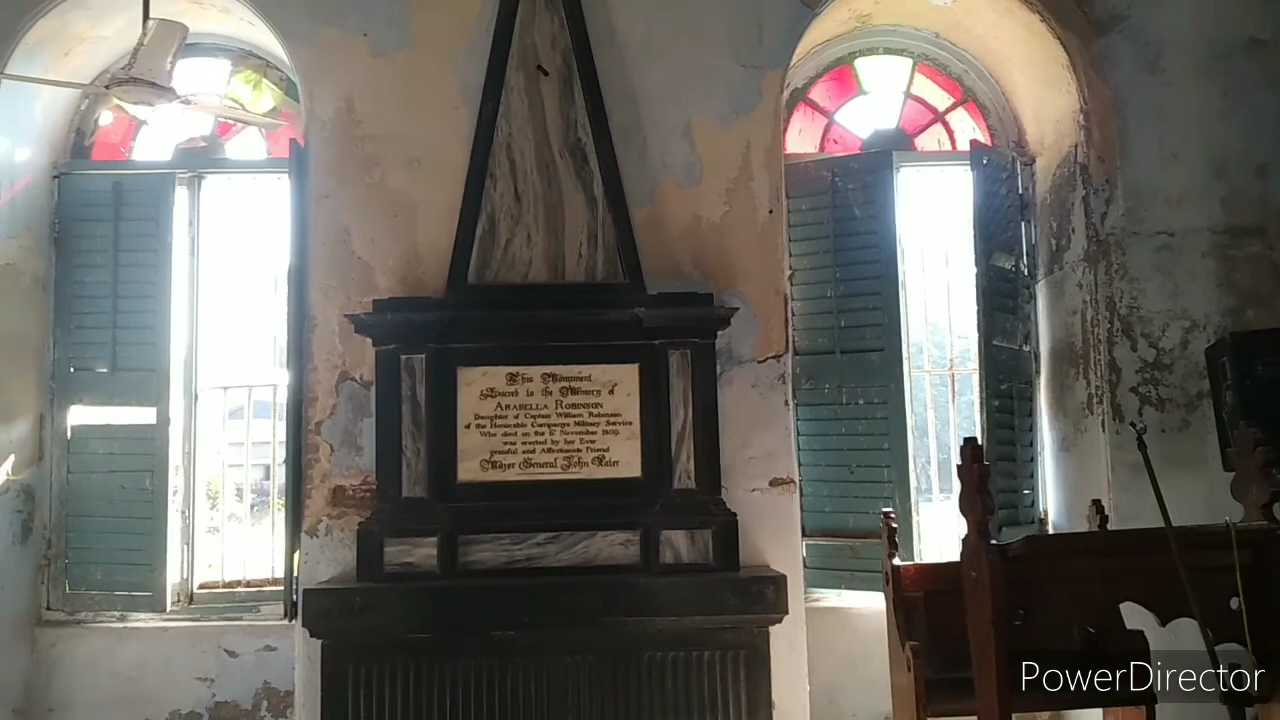 This Monument
Sacred to the Memory of
ARABELLA ROBINSON
Daughter of Captain William Robinson
of the Honorable Companys Military Service
Who died on the 6 November 1809.
was erected by her Ever
grateful and Affectionate Friend
Major General John
PowerDirector